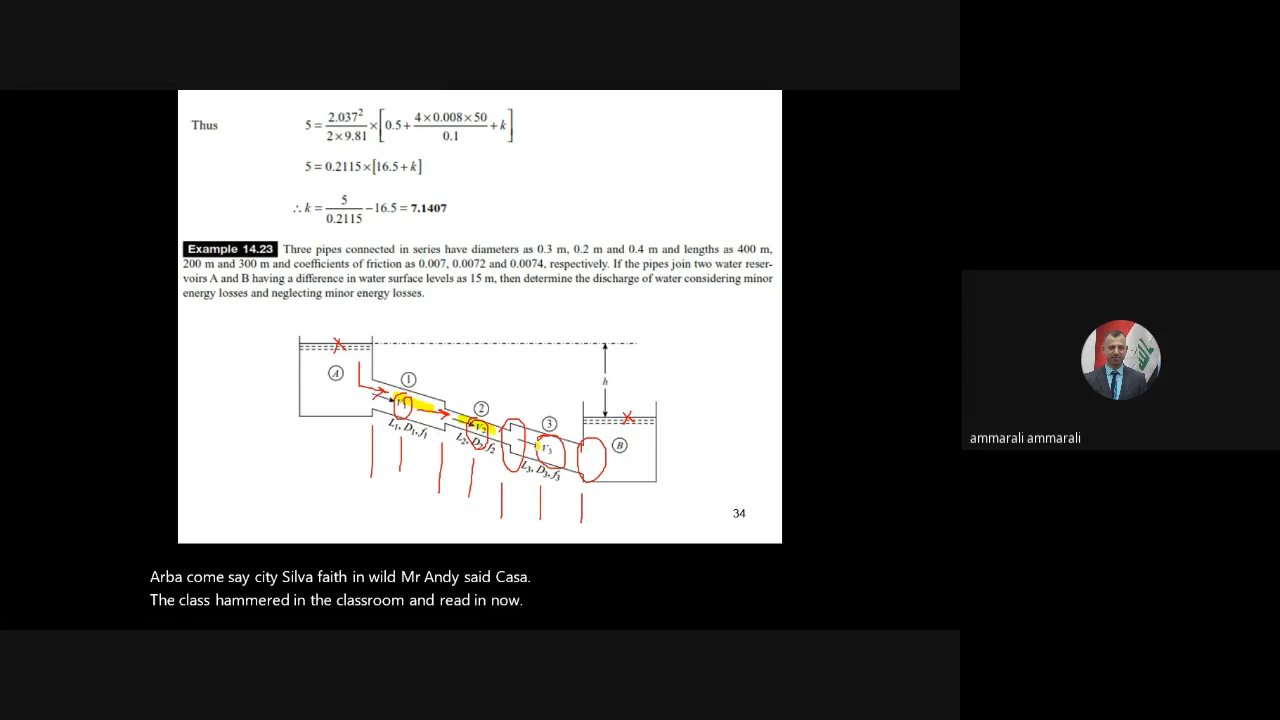 Thus 5 = 2.037² / 2 × 9.81 × [0.5 + 4 × 0.008 × 50 / 0.1 + k]
5 = 0.2115 × [16.5 + k]
∴ k = 5 / 0.2115 − 16.5 = 7.1407
Example 14.23 Three pipes connected in series have diameters as 0.3 m, 0.2 m and 0.4 m and lengths as 400 m,
200 m and 300 m and coefficients of friction as 0.007, 0.0072 and 0.0074, respectively. If the pipes join two water reser-
voirs A and B having a difference in water surface levels as 15 m, then determine the discharge of water considering minor
energy losses and neglecting minor energy losses.
A
h
1
V1
L1, D1, f1
2
V2
L2, D2, f2
3
V3
L3, D3, f3
B
34
ammarali ammarali
Arba come say city Silva faith in wild Mr Andy said Casa.
The class hammered in the classroom and read in now.